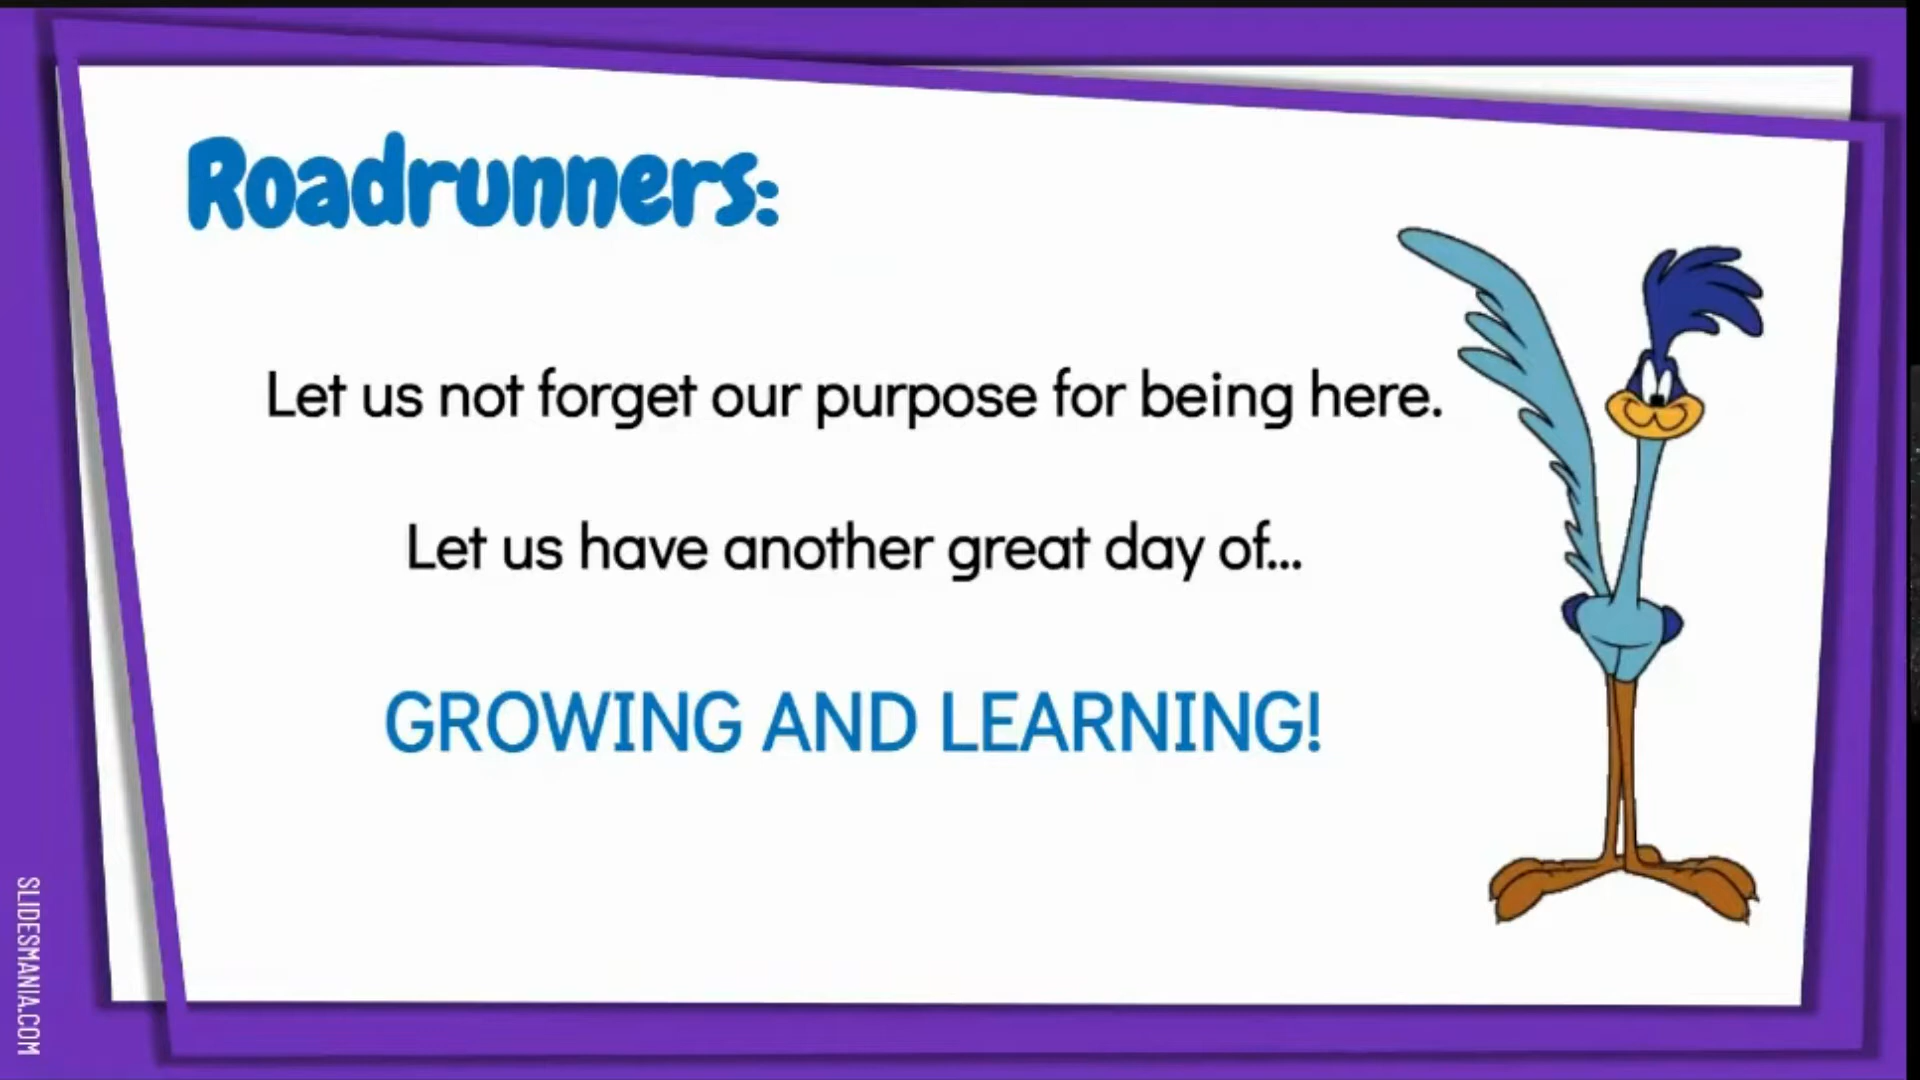 Roadrunners:
Let us not forget our purpose for being here.
Let us have another great day of...
GROWING AND LEARNING!
SLIDESMANIA.COM